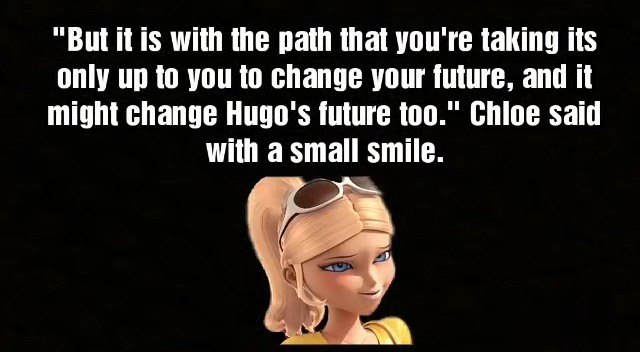 "But it is with the path that you're taking its
only up to you to change your future, and it
might change Hugo's future too." Chloe said
with a small smile.